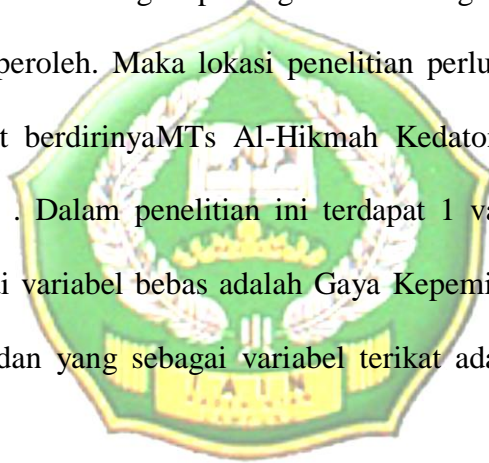 peroleh. Maka lokasi penelitian perlu
t berdirinyaMTs Al-Hikmah Kedator
. Dalam penelitian ini terdapat 1 va
i variabel bebas adalah Gaya Kepemi
dan yang sebagai variabel terikat ada